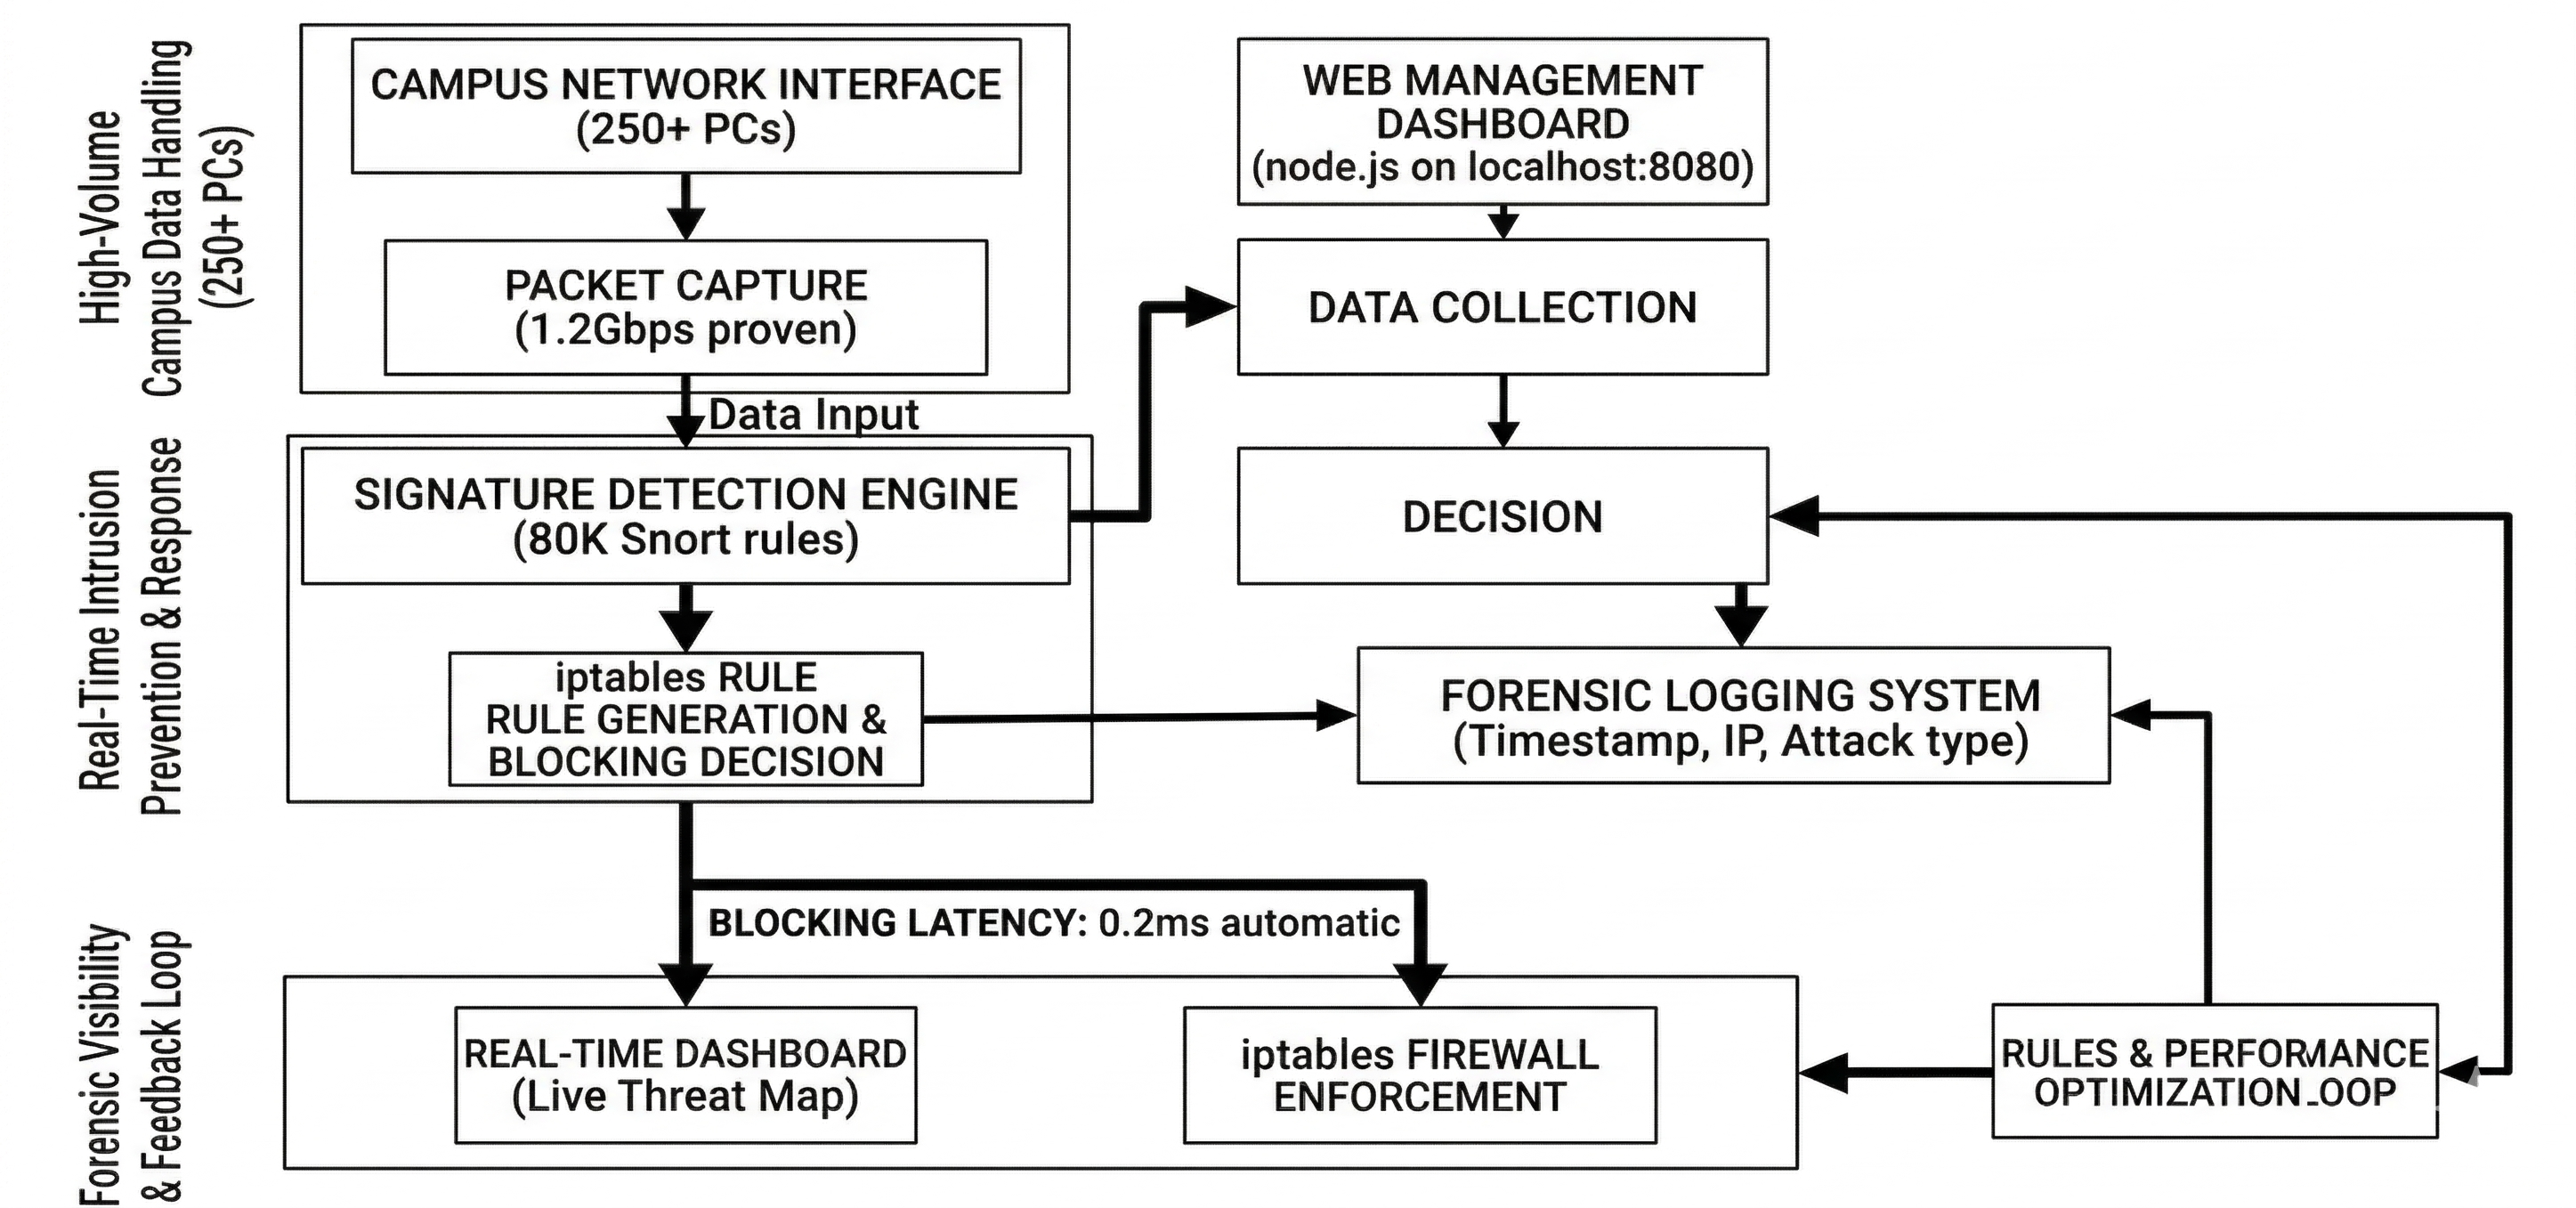 High-Volume
Campus Data Handling
(250+ PCs)
CAMPUS NETWORK INTERFACE
(250+ PCs)
PACKET CAPTURE
(1.2Gbps proven)
Data Input
WEB MANAGEMENT
DASHBOARD
(node.js on localhost:8080)
DATA COLLECTION
Real-Time Intrusion
Prevention & Response
SIGNATURE DETECTION ENGINE
(80K Snort rules)
iptables RULE
RULE GENERATION &
BLOCKING DECISION
DECISION
FORENSIC LOGGING SYSTEM
(Timestamp, IP, Attack type)
BLOCKING LATENCY: 0.2ms automatic
Forensic Visibility
& Feedback Loop
REAL-TIME DASHBOARD
(Live Threat Map)
iptables FIREWALL
ENFORCEMENT
RULES & PERFORMANCE
OPTIMIZATION LOOP